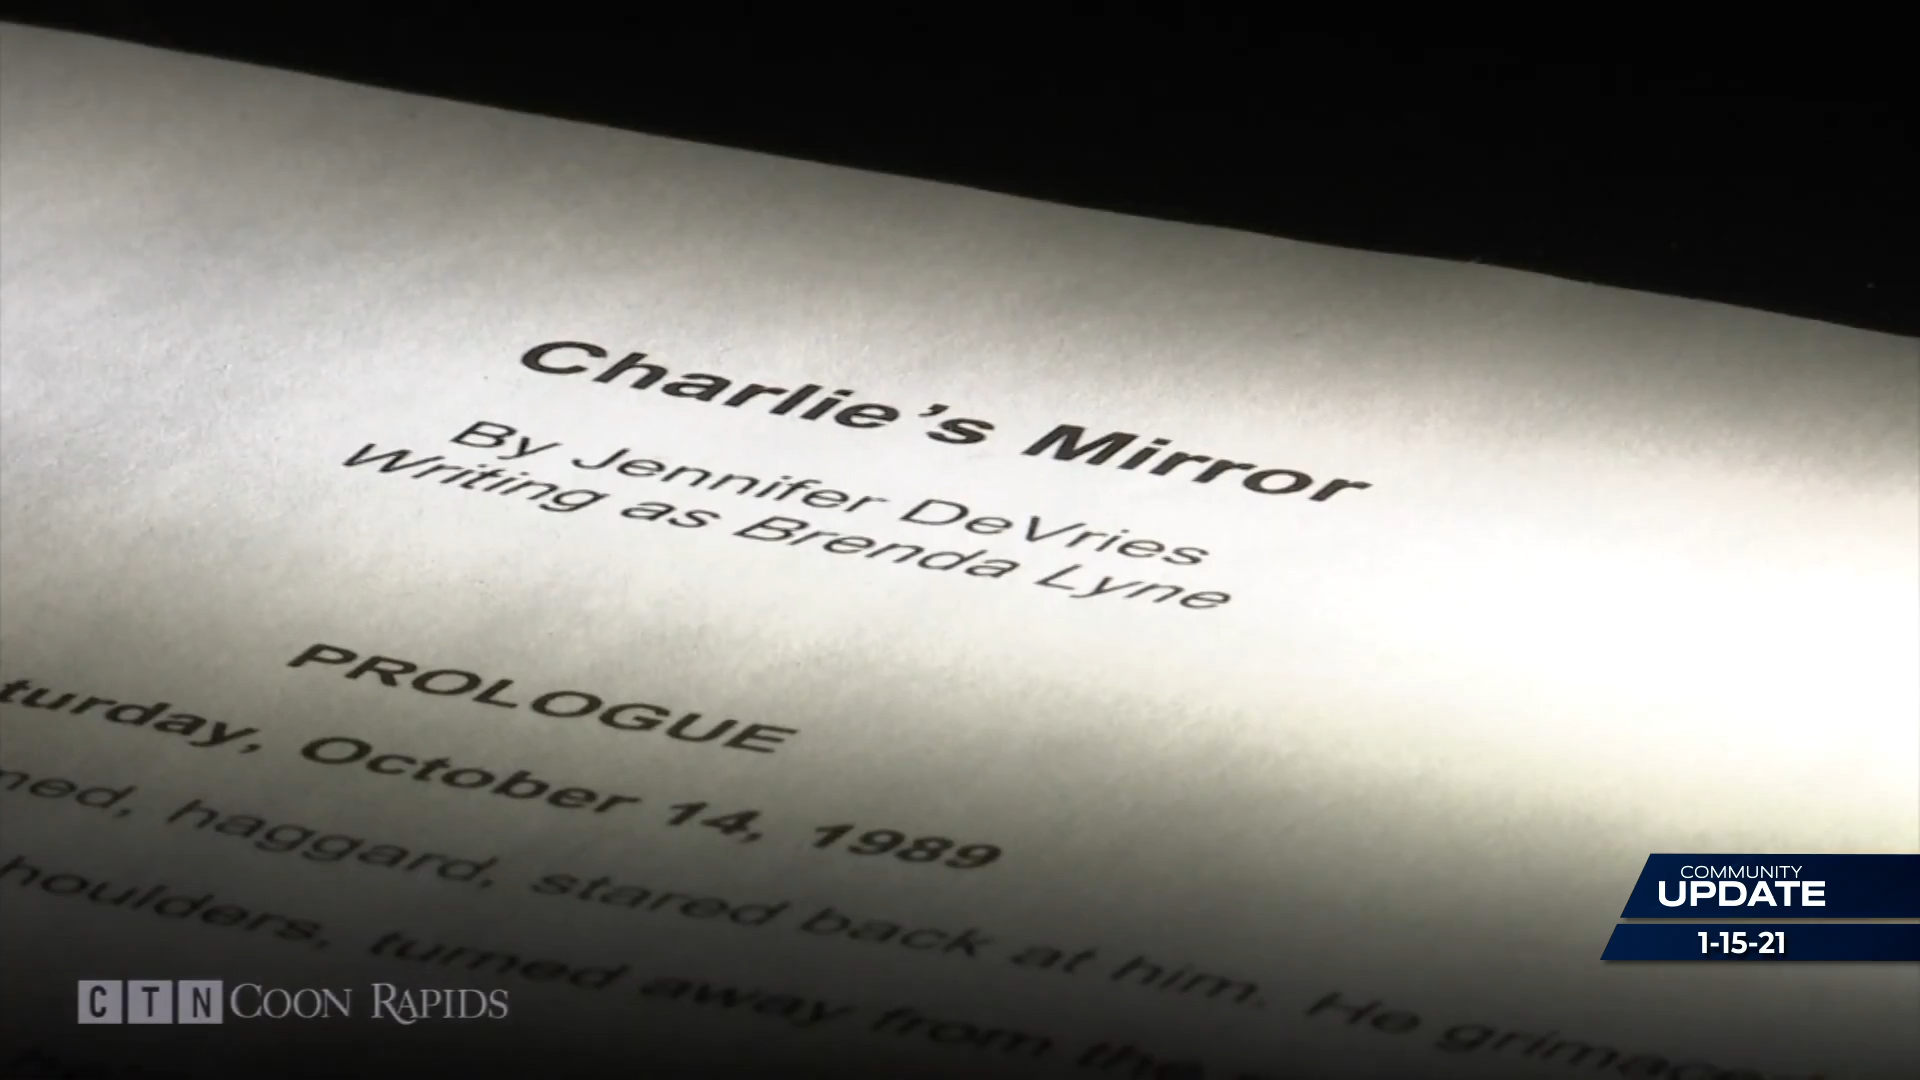 Charlie's Mirror
By Jennifer DeVries
Writing as Brenda Lyne
PROLOGUE
turday, October 14, 1989
ned, haggard, stared back at him. He grimaced
houlders, turned away from the
COMMUNITY
UPDATE
1-15-21
CTN COON RAPIDS